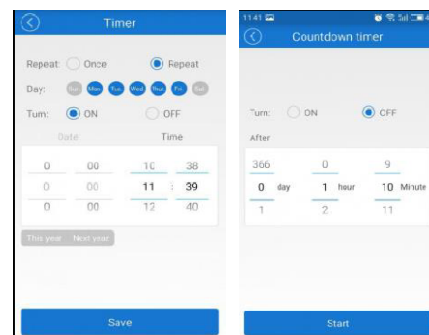 Timer
Repeat: Once Repeat
Day: Sun Mon Tue Wed Thu Fri Sat
Turn: ON OFF
Date Time
0 00 10 38
0 00 11 : 39
0 00 12 40
This year Next year
Save
11:41
Countdown timer
Turn: ON OFF
After
366 0 9
0 day 1 hour 10 Minute
1 2 11
Start